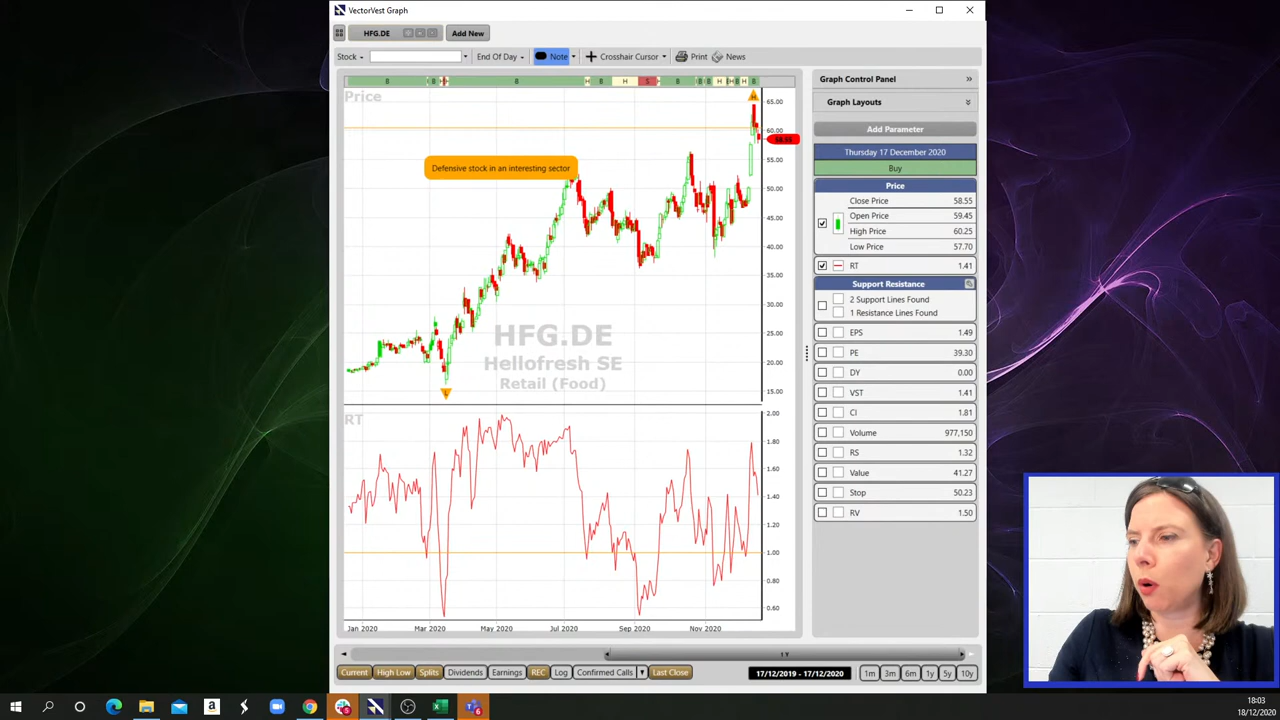 VectorVest Graph
HFG.DE
Add New
Stock
End Of Day
Note
Crosshair Cursor
Print
News
B B H B H B H S B B B H H B H B
Price
H
65.00
60.00
58.55
55.00
50.00
45.00
40.00
35.00
30.00
25.00
20.00
15.00
Defensive stock in an interesting sector
HFG.DE
Hellofresh SE
Retail (Food)
L
RT
2.00
1.80
1.60
1.40
1.20
1.00
0.80
0.60
Jan 2020 Mar 2020 May 2020 Jul 2020 Sep 2020 Nov 2020
Graph Control Panel
Graph Layouts
Add Parameter
Thursday 17 December 2020
Buy
Price
Close Price 58.55
Open Price 59.45
High Price 60.25
Low Price 57.70
RT 1.41
Support Resistance
2 Support Lines Found
1 Resistance Lines Found
EPS 1.49
PE 39.30
DY 0.00
VST 1.41
CI 1.81
Volume 977,150
RS 1.32
Value 41.27
Stop 50.23
RV 1.50
Current High Low Splits Dividends Earnings REC Log Confirmed Calls Last Close 17/12/2019 - 17/12/2020 1m 3m 6m 1y 5y 10y
18:03
18/12/2020